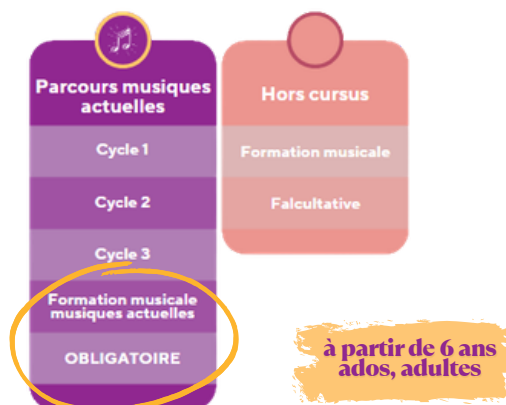 Parcours musiques
actuelles
Cycle 1
Cycle 2
Cycle 3
Formation musicale
musiques actuelles
OBLIGATOIRE
Hors cursus
Formation musicale
Falcultative
à partir de 6 ans
ados, adultes